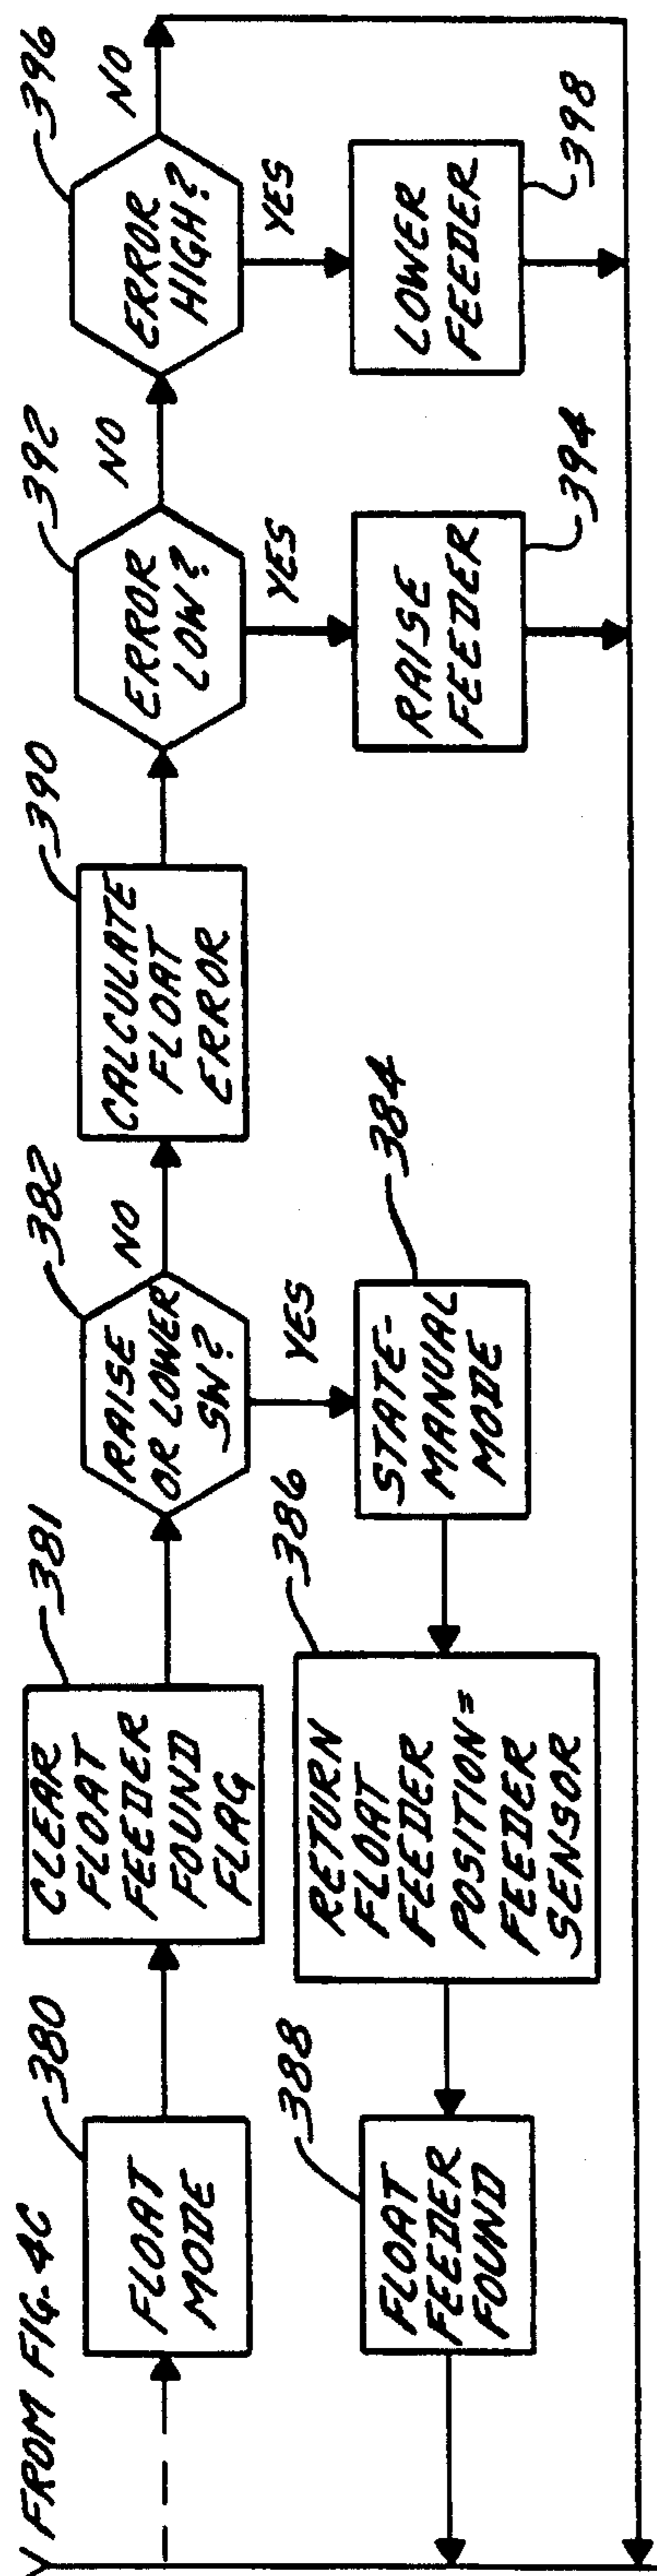 FROM FIG. 4C
380
FLOAT
MODE
381
CLEAR
FLOAT
FEEDER
FOUND
FLAG
382
RAISE
OR LOWER
SW?
NO
YES
384
STATE-
MANUAL
MODE
386
RETURN
FLOAT
FEEDER
POSITION=
FEEDER
SENSOR
388
FLOAT
FEEDER
FOUND
390
CALCULATE
FLOAT
ERROR
392
ERROR
LOW?
NO
YES
RAISE
FEEDER
394
396
ERROR
HIGH?
NO
YES
LOWER
FEEDER
398